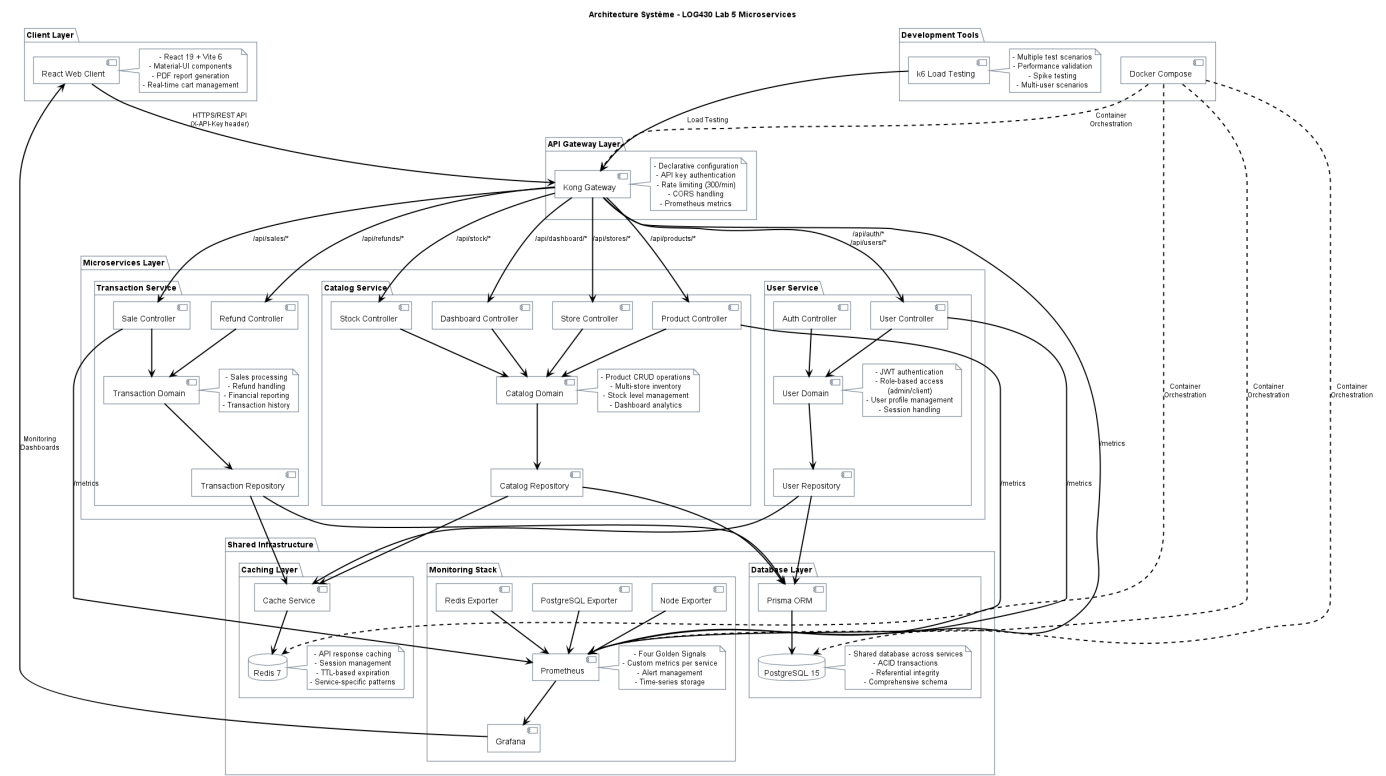 Architecture Système - LOG430 Lab 5 Microservices
Client Layer
React Web Client
- React 19 + Vite 6
- Material-UI components
- PDF report generation
- Real-time cart management
Development Tools
k6 Load Testing
- Multiple test scenarios
- Performance validation
- Spike testing
- Multi-user scenarios
Docker Compose
HTTPS/REST API
(X-API-Key header)
Load Testing
Container
Orchestration
API Gateway Layer
Kong Gateway
- Declarative configuration
- API key authentication
- Rate limiting (300/min)
- CORS handling
- Prometheus metrics
/api/sales/*
/api/refunds/*
/api/stock/*
/api/dashboard/*
/api/stores/*
/api/products/*
/api/auth/*
/api/users/*
Microservices Layer
Transaction Service
Sale Controller
Refund Controller
Transaction Domain
- Sales processing
- Refund handling
- Financial reporting
- Transaction history
Transaction Repository
Catalog Service
Stock Controller
Dashboard Controller
Store Controller
Product Controller
Catalog Domain
- Product CRUD operations
- Multi-store inventory
- Stock level management
- Dashboard analytics
Catalog Repository
User Service
Auth Controller
User Controller
User Domain
- JWT authentication
- Role-based access
(admin/client)
- User profile management
- Session handling
User Repository
Container
Orchestration
Container
Orchestration
Container
Orchestration
Monitoring
Dashboards
/metrics
/metrics
/metrics
/metrics
Shared Infrastructure
Caching Layer
Cache Service
Redis 7
- API response caching
- Session management
- TTL-based expiration
- Service-specific patterns
Monitoring Stack
Redis Exporter
PostgreSQL Exporter
Node Exporter
Prometheus
- Four Golden Signals
- Custom metrics per service
- Alert management
- Time-series storage
Grafana
Database Layer
Prisma ORM
PostgreSQL 15
- Shared database across services
- ACID transactions
- Referential integrity
- Comprehensive schema